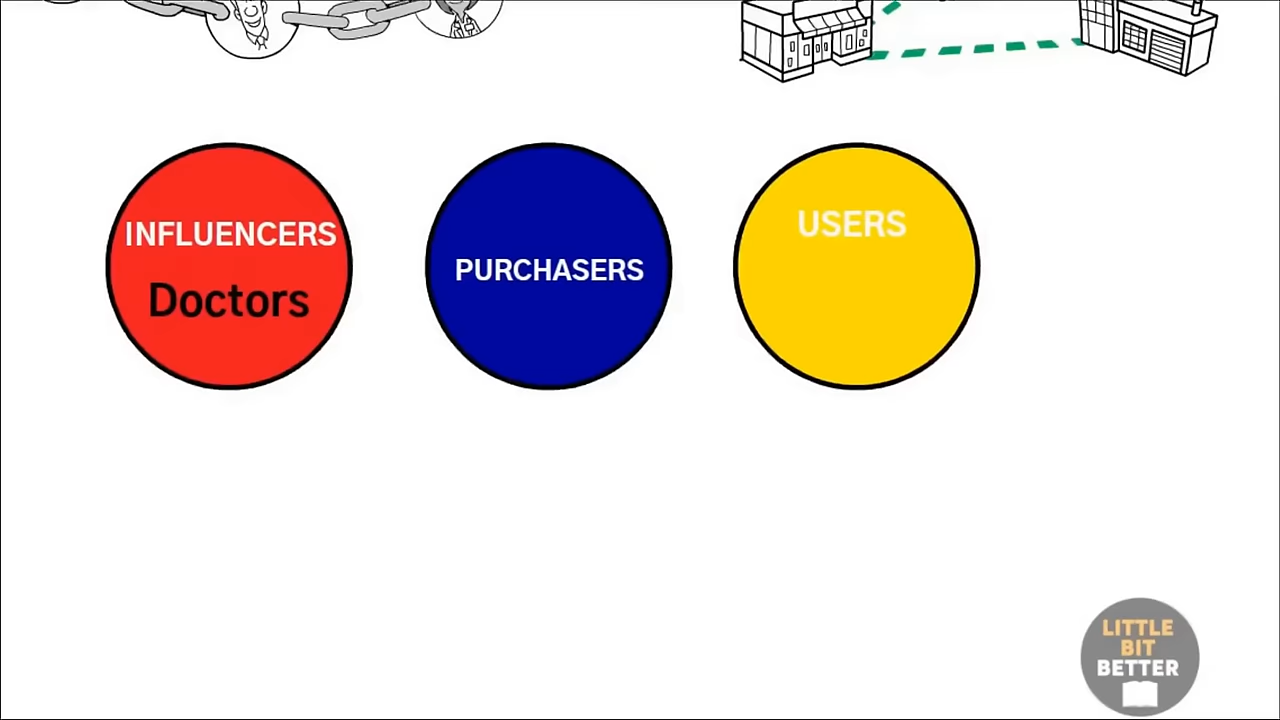 INFLUENCERS
Doctors
PURCHASERS
USERS
LITTLE
BIT
BETTER